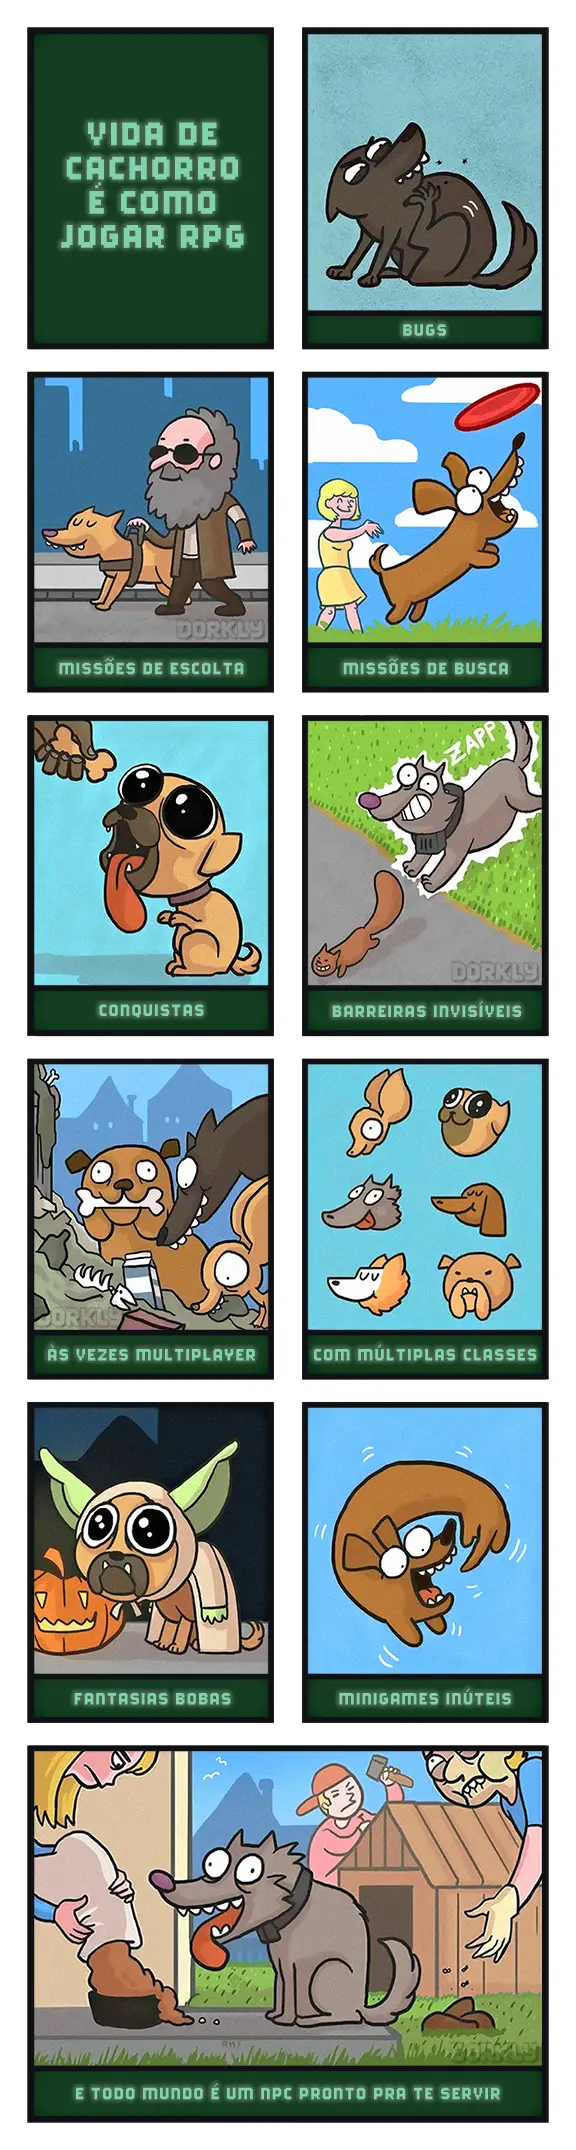 VIDA DE
CACHORRO
É COMO
JOGAR RPG
BUGS
DORKLY
MISSÕES DE ESCOLTA
MISSÕES DE BUSCA
CONQUISTAS
ZAPP
DORKLY
BARREIRAS INVISÍVEIS
DORKLY
ÀS VEZES MULTIPLAYER
COM MÚLTIPLAS CLASSES
FANTASIAS BOBAS
MINIGAMES INÚTEIS
DORKLY
E TODO MUNDO É UM NPC PRONTO PRA TE SERVIR